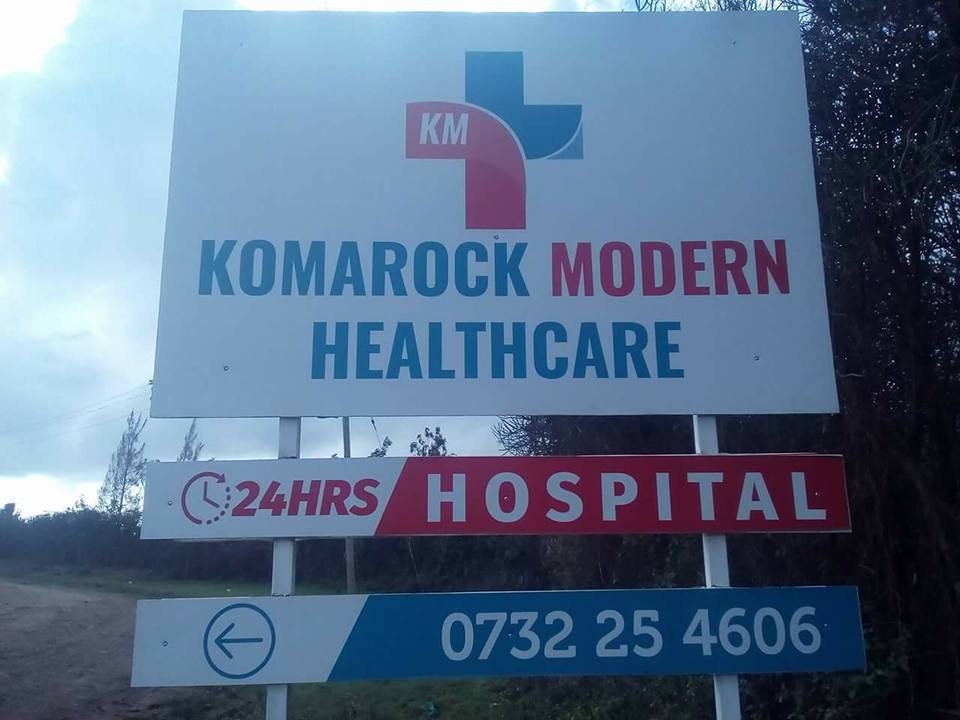 KM
KOMAROCK MODERN
HEALTHCARE
24HRS HOSPITAL
0732 25 4606